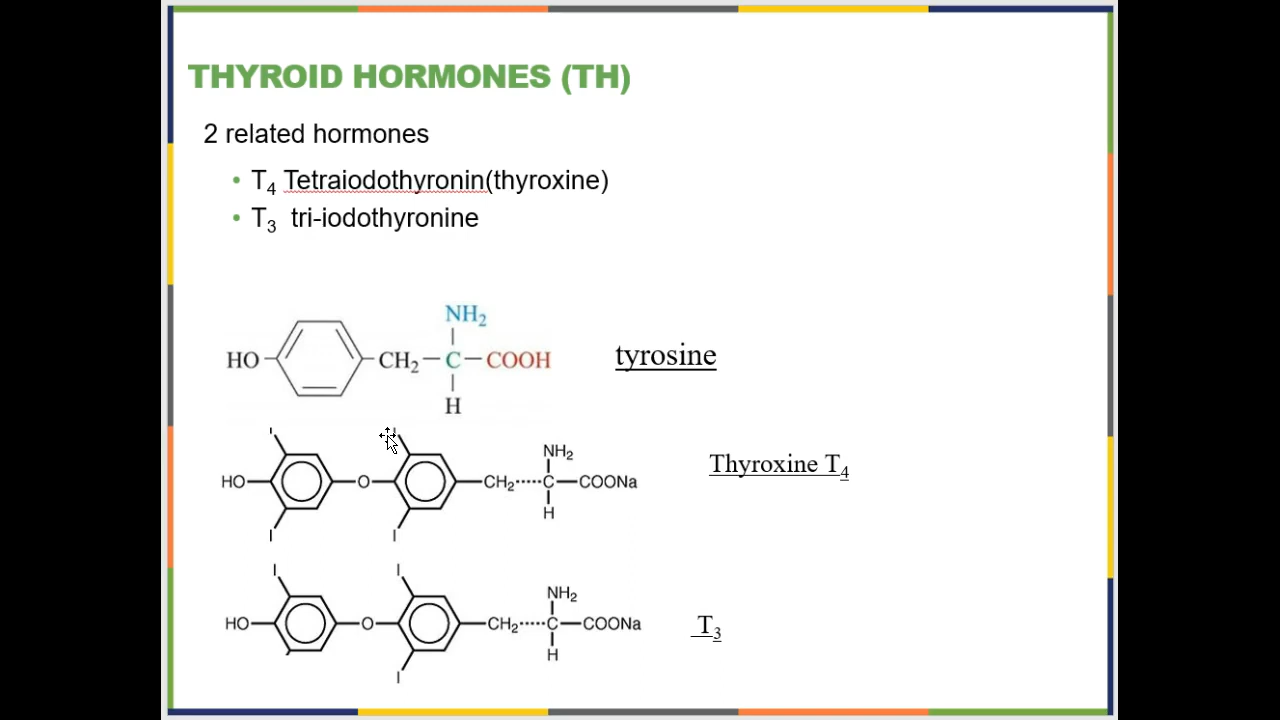 THYROID HORMONES (TH)
2 related hormones
• T4 Tetraiodothyronin(thyroxine)
• T3 tri-iodothyronine
NH2
HO CH2 C COOH
H
tyrosine
I I
NH2
HO O CH2 C COONa
H
I I
Thyroxine T4
I I
NH2
HO O CH2 C COONa
H
I
T3